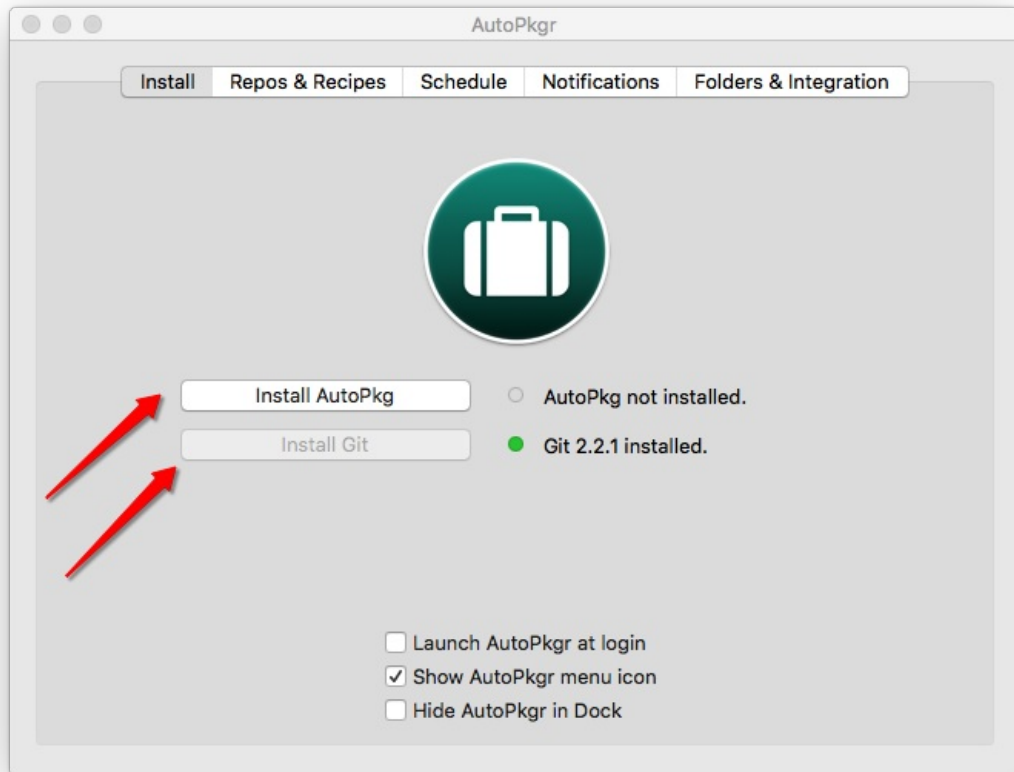 AutoPkgr
Install Repos & Recipes Schedule Notifications Folders & Integration
Install AutoPkg AutoPkg not installed.
Install Git Git 2.2.1 installed.
Launch AutoPkgr at login
Show AutoPkgr menu icon
Hide AutoPkgr in Dock